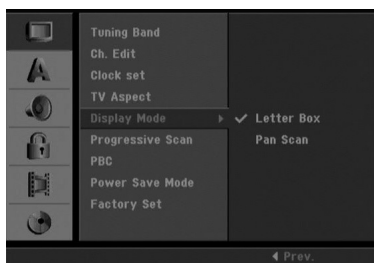 Tuning Band
Ch. Edit
Clock set
TV Aspect
Display Mode
Letter Box
Progressive Scan
Pan Scan
PBC
Power Save Mode
Factory Set
A
Prev.